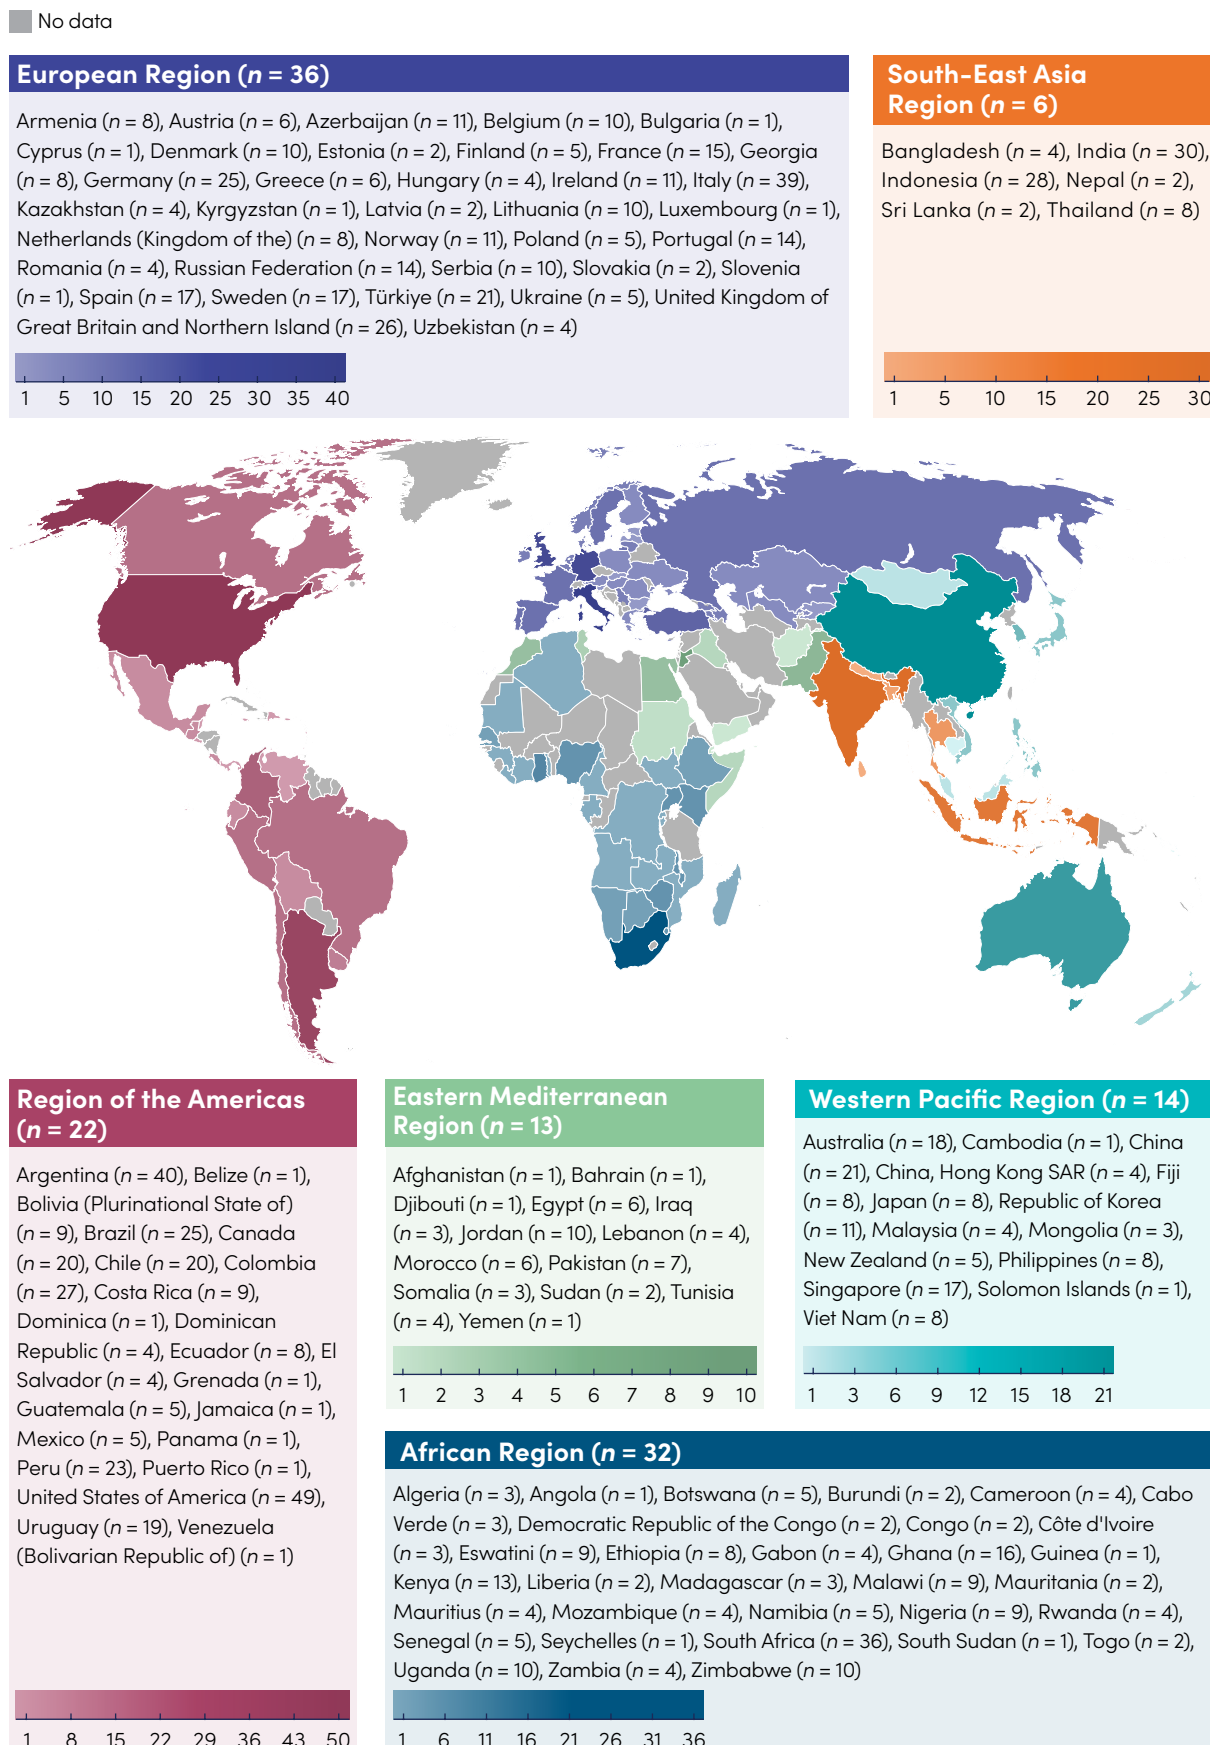 No data
European Region (n = 36)
Armenia (n = 8), Austria (n = 6), Azerbaijan (n = 11), Belgium (n = 10), Bulgaria (n = 1),
Cyprus (n = 1), Denmark (n = 10), Estonia (n = 2), Finland (n = 5), France (n = 15), Georgia
(n = 8), Germany (n = 25), Greece (n = 6), Hungary (n = 4), Ireland (n = 11), Italy (n = 39),
Kazakhstan (n = 4), Kyrgyzstan (n = 1), Latvia (n = 2), Lithuania (n = 10), Luxembourg (n = 1),
Netherlands (Kingdom of the) (n = 8), Norway (n = 11), Poland (n = 5), Portugal (n = 14),
Romania (n = 4), Russian Federation (n = 14), Serbia (n = 10), Slovakia (n = 2), Slovenia
(n = 1), Spain (n = 17), Sweden (n = 17), Türkiye (n = 21), Ukraine (n = 5), United Kingdom of
Great Britain and Northern Island (n = 26), Uzbekistan (n = 4)
1 5 10 15 20 25 30 35 40
South-East Asia
Region (n = 6)
Bangladesh (n = 4), India (n = 30),
Indonesia (n = 28), Nepal (n = 2),
Sri Lanka (n = 2), Thailand (n = 8)
1 5 10 15 20 25 30
Region of the Americas
(n = 22)
Argentina (n = 40), Belize (n = 1),
Bolivia (Plurinational State of)
(n = 9), Brazil (n = 25), Canada
(n = 20), Chile (n = 20), Colombia
(n = 27), Costa Rica (n = 9),
Dominica (n = 1), Dominican
Republic (n = 4), Ecuador (n = 8), El
Salvador (n = 4), Grenada (n = 1),
Guatemala (n = 5), Jamaica (n = 1),
Mexico (n = 5), Panama (n = 1),
Peru (n = 23), Puerto Rico (n = 1),
United States of America (n = 49),
Uruguay (n = 19), Venezuela
(Bolivarian Republic of) (n = 1)
1 8 15 22 29 36 43 50
Eastern Mediterranean
Region (n = 13)
Afghanistan (n = 1), Bahrain (n = 1),
Djibouti (n = 1), Egypt (n = 6), Iraq
(n = 3), Jordan (n = 10), Lebanon (n = 4),
Morocco (n = 6), Pakistan (n = 7),
Somalia (n = 3), Sudan (n = 2), Tunisia
(n = 4), Yemen (n = 1)
1 2 3 4 5 6 7 8 9 10
Western Pacific Region (n = 14)
Australia (n = 18), Cambodia (n = 1), China
(n = 21), China, Hong Kong SAR (n = 4), Fiji
(n = 8), Japan (n = 8), Republic of Korea
(n = 11), Malaysia (n = 4), Mongolia (n = 3),
New Zealand (n = 5), Philippines (n = 8),
Singapore (n = 17), Solomon Islands (n = 1),
Viet Nam (n = 8)
1 3 6 9 12 15 18 21
African Region (n = 32)
Algeria (n = 3), Angola (n = 1), Botswana (n = 5), Burundi (n = 2), Cameroon (n = 4), Cabo
Verde (n = 3), Democratic Republic of the Congo (n = 2), Congo (n = 2), Côte d'Ivoire
(n = 3), Eswatini (n = 9), Ethiopia (n = 8), Gabon (n = 4), Ghana (n = 16), Guinea (n = 1),
Kenya (n = 13), Liberia (n = 2), Madagascar (n = 3), Malawi (n = 9), Mauritania (n = 2),
Mauritius (n = 4), Mozambique (n = 4), Namibia (n = 5), Nigeria (n = 9), Rwanda (n = 4),
Senegal (n = 5), Seychelles (n = 1), South Africa (n = 36), South Sudan (n = 1), Togo (n = 2),
Uganda (n = 10), Zambia (n = 4), Zimbabwe (n = 10)
1 6 11 16 21 26 31 36